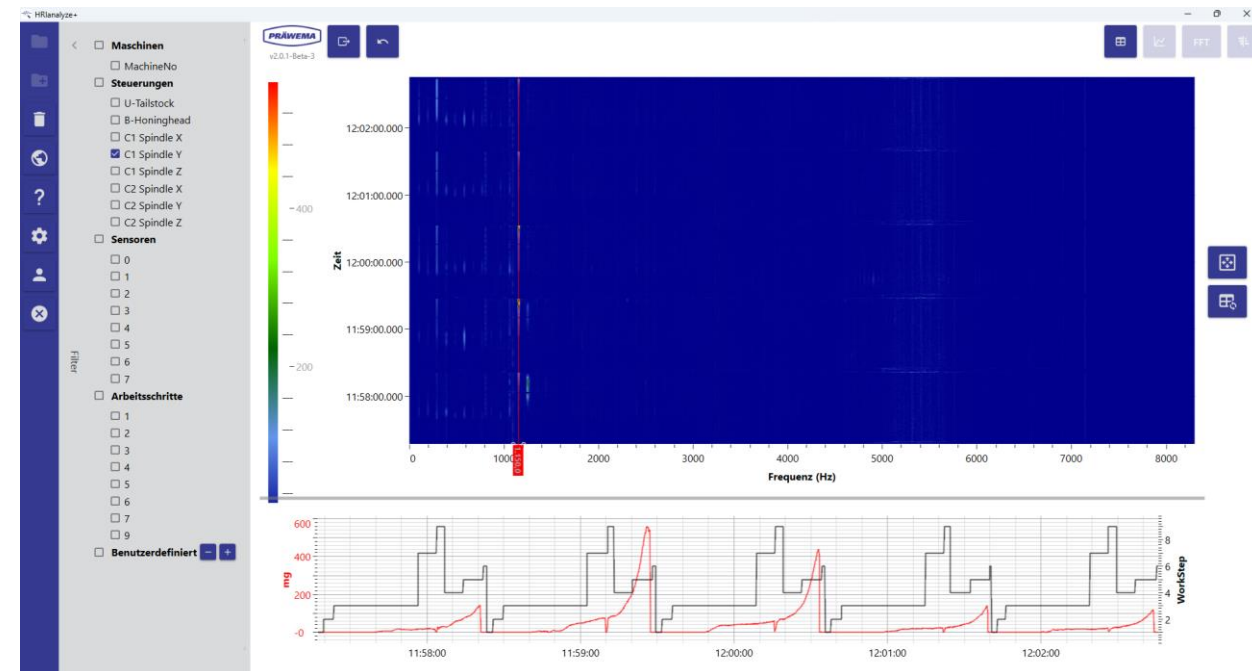 HRIanalyze+
Maschinen
MachineNo
Steuerungen
U-Tailstock
B-Honinghead
C1 Spindle X
C1 Spindle Y
C1 Spindle Z
C2 Spindle X
C2 Spindle Y
C2 Spindle Z
Sensoren
0
1
2
3
4
5
6
7
Arbeitsschritte
1
2
3
4
5
6
7
9
Benutzerdefiniert
Filter
PRÄWEMA
v2.0.1-Beta-3
FFT
400
200
Zeit
12:02:00.000
12:01:00.000
12:00:00.000
11:59:00.000
11:58:00.000
0 1000 2000 3000 4000 5000 6000 7000 8000
1.150,0
Frequenz (Hz)
mg
600
400
200
-0
8
6
4
2
WorkStep
11:58:00 11:59:00 12:00:00 12:01:00 12:02:00